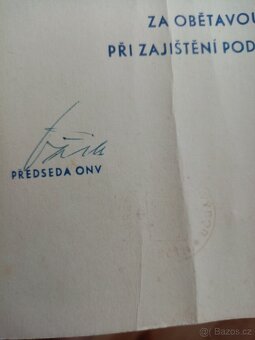 ZA OBĚTAVOU
PŘI ZAJIŠTĚNÍ POD
PŘEDSEDA ONV
Bazos.cz